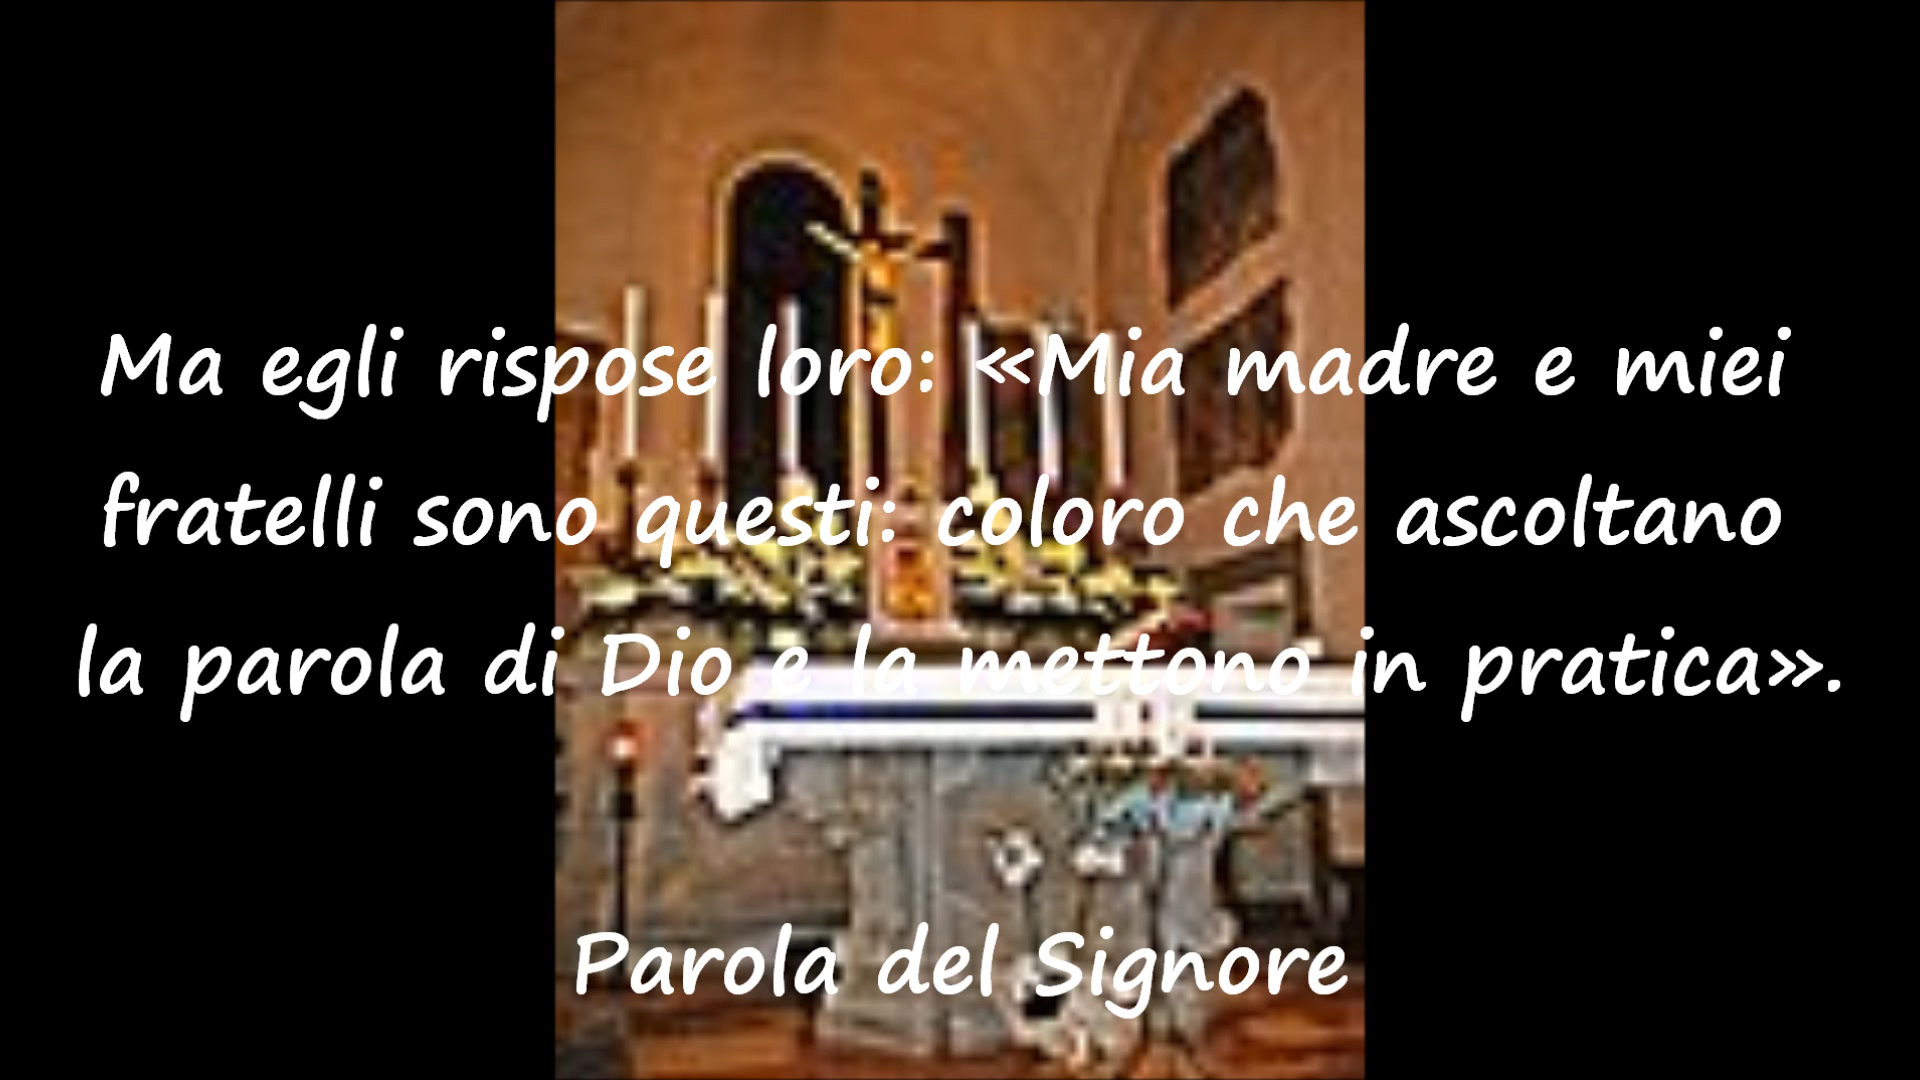 Ma egli rispose loro: «Mia madre e miei
fratelli sono questi: coloro che ascoltano
la parola di Dio e la mettono in pratica».
Parola del Signore